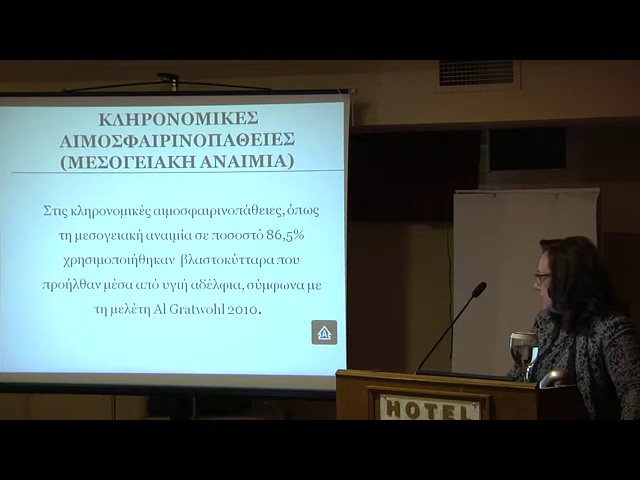 ΚΛΗΡΟΝΟΜΙΚΕΣ
ΑΙΜΟΣΦΑΙΡΙΝΟΠΑΘΕΙΕΣ
(ΜΕΣΟΓΕΙΑΚΗ ΑΝΑΙΜΙΑ)
Στις κληρονομικές αιμοσφαιρινοπάθειες, όπως
τη μεσογειακή αναιμία σε ποσοστό 86,5%
χρησιμοποιήθηκαν βλαστοκύτταρα που
προήλθαν μέσα από υγιή αδέλφια, σύμφωνα με
τη μελέτη Al Gratwohl 2010.
HOTEL